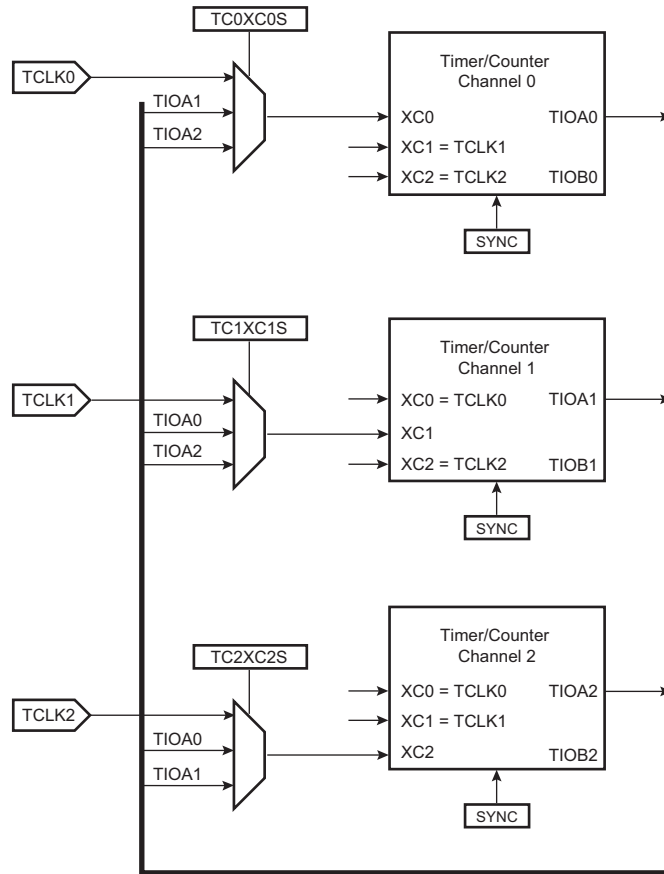 TC0XC0S
TCLK0
TIOA1
TIOA2
Timer/Counter
Channel 0
XC0
TIOA0
XC1 = TCLK1
XC2 = TCLK2
TIOB0
SYNC
TC1XC1S
TCLK1
TIOA0
TIOA2
Timer/Counter
Channel 1
XC0 = TCLK0
TIOA1
XC1
XC2 = TCLK2
TIOB1
SYNC
TC2XC2S
TCLK2
TIOA0
TIOA1
Timer/Counter
Channel 2
XC0 = TCLK0
TIOA2
XC1 = TCLK1
XC2
TIOB2
SYNC